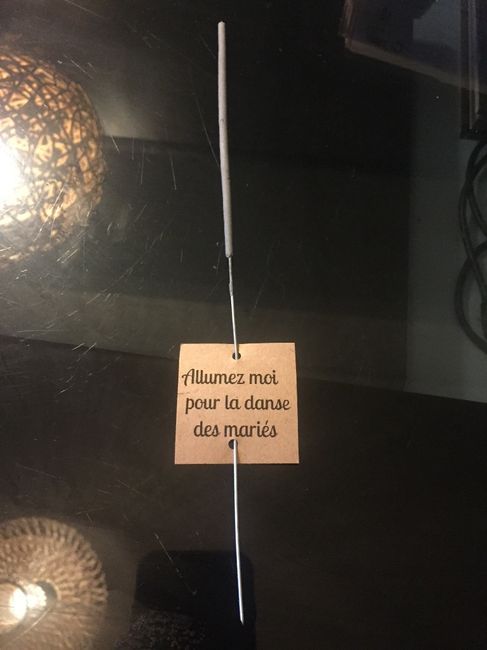 Allumez moi
pour la danse
des mariés